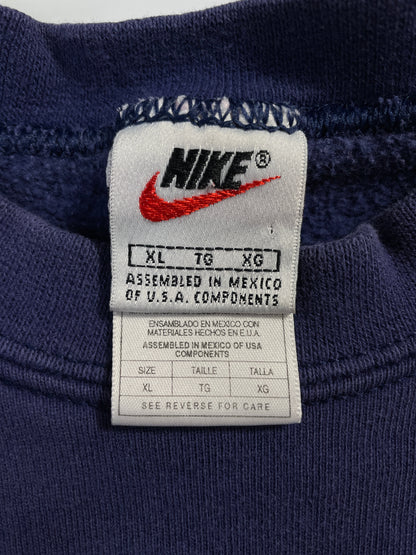 NIKE®
XL TG XG
ASSEMBLED IN MEXICO
OF U.S.A. COMPONENTS
ENSAMBLADO EN MEXICO CON
MATERIALES HECHOS EN E.U.A.
ASSEMBLED IN MEXICO OF USA
COMPONENTS
SIZE TAILLE TALLA
XL TG XG
SEE REVERSE FOR CARE